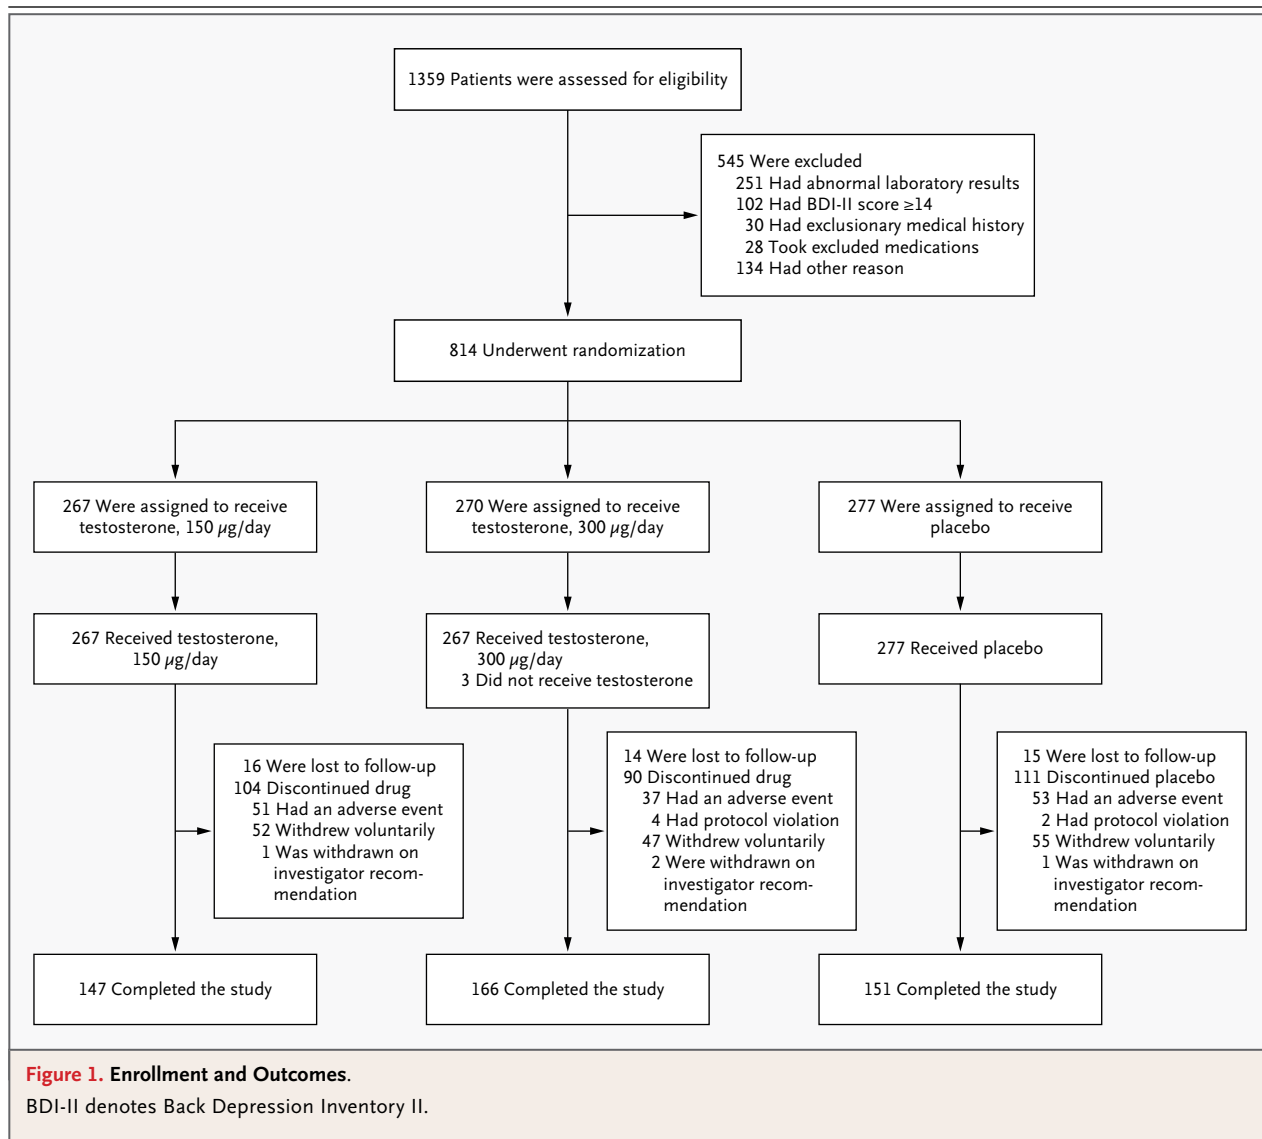 1359 Patients were assessed for eligibility
545 Were excluded
251 Had abnormal laboratory results
102 Had BDI-II score ≥14
30 Had exclusionary medical history
28 Took excluded medications
134 Had other reason
814 Underwent randomization
267 Were assigned to receive
testosterone, 150 µg/day
270 Were assigned to receive
testosterone, 300 µg/day
277 Were assigned to receive
placebo
267 Received testosterone,
150 µg/day
267 Received testosterone,
300 µg/day
3 Did not receive testosterone
277 Received placebo
16 Were lost to follow-up
104 Discontinued drug
51 Had an adverse event
52 Withdrew voluntarily
1 Was withdrawn on
investigator recom-
mendation
14 Were lost to follow-up
90 Discontinued drug
37 Had an adverse event
4 Had protocol violation
47 Withdrew voluntarily
2 Were withdrawn on
investigator recom-
mendation
15 Were lost to follow-up
111 Discontinued placebo
53 Had an adverse event
2 Had protocol violation
55 Withdrew voluntarily
1 Was withdrawn on
investigator recom-
mendation
147 Completed the study
166 Completed the study
151 Completed the study
Figure 1. Enrollment and Outcomes.
BDI-II denotes Back Depression Inventory II.